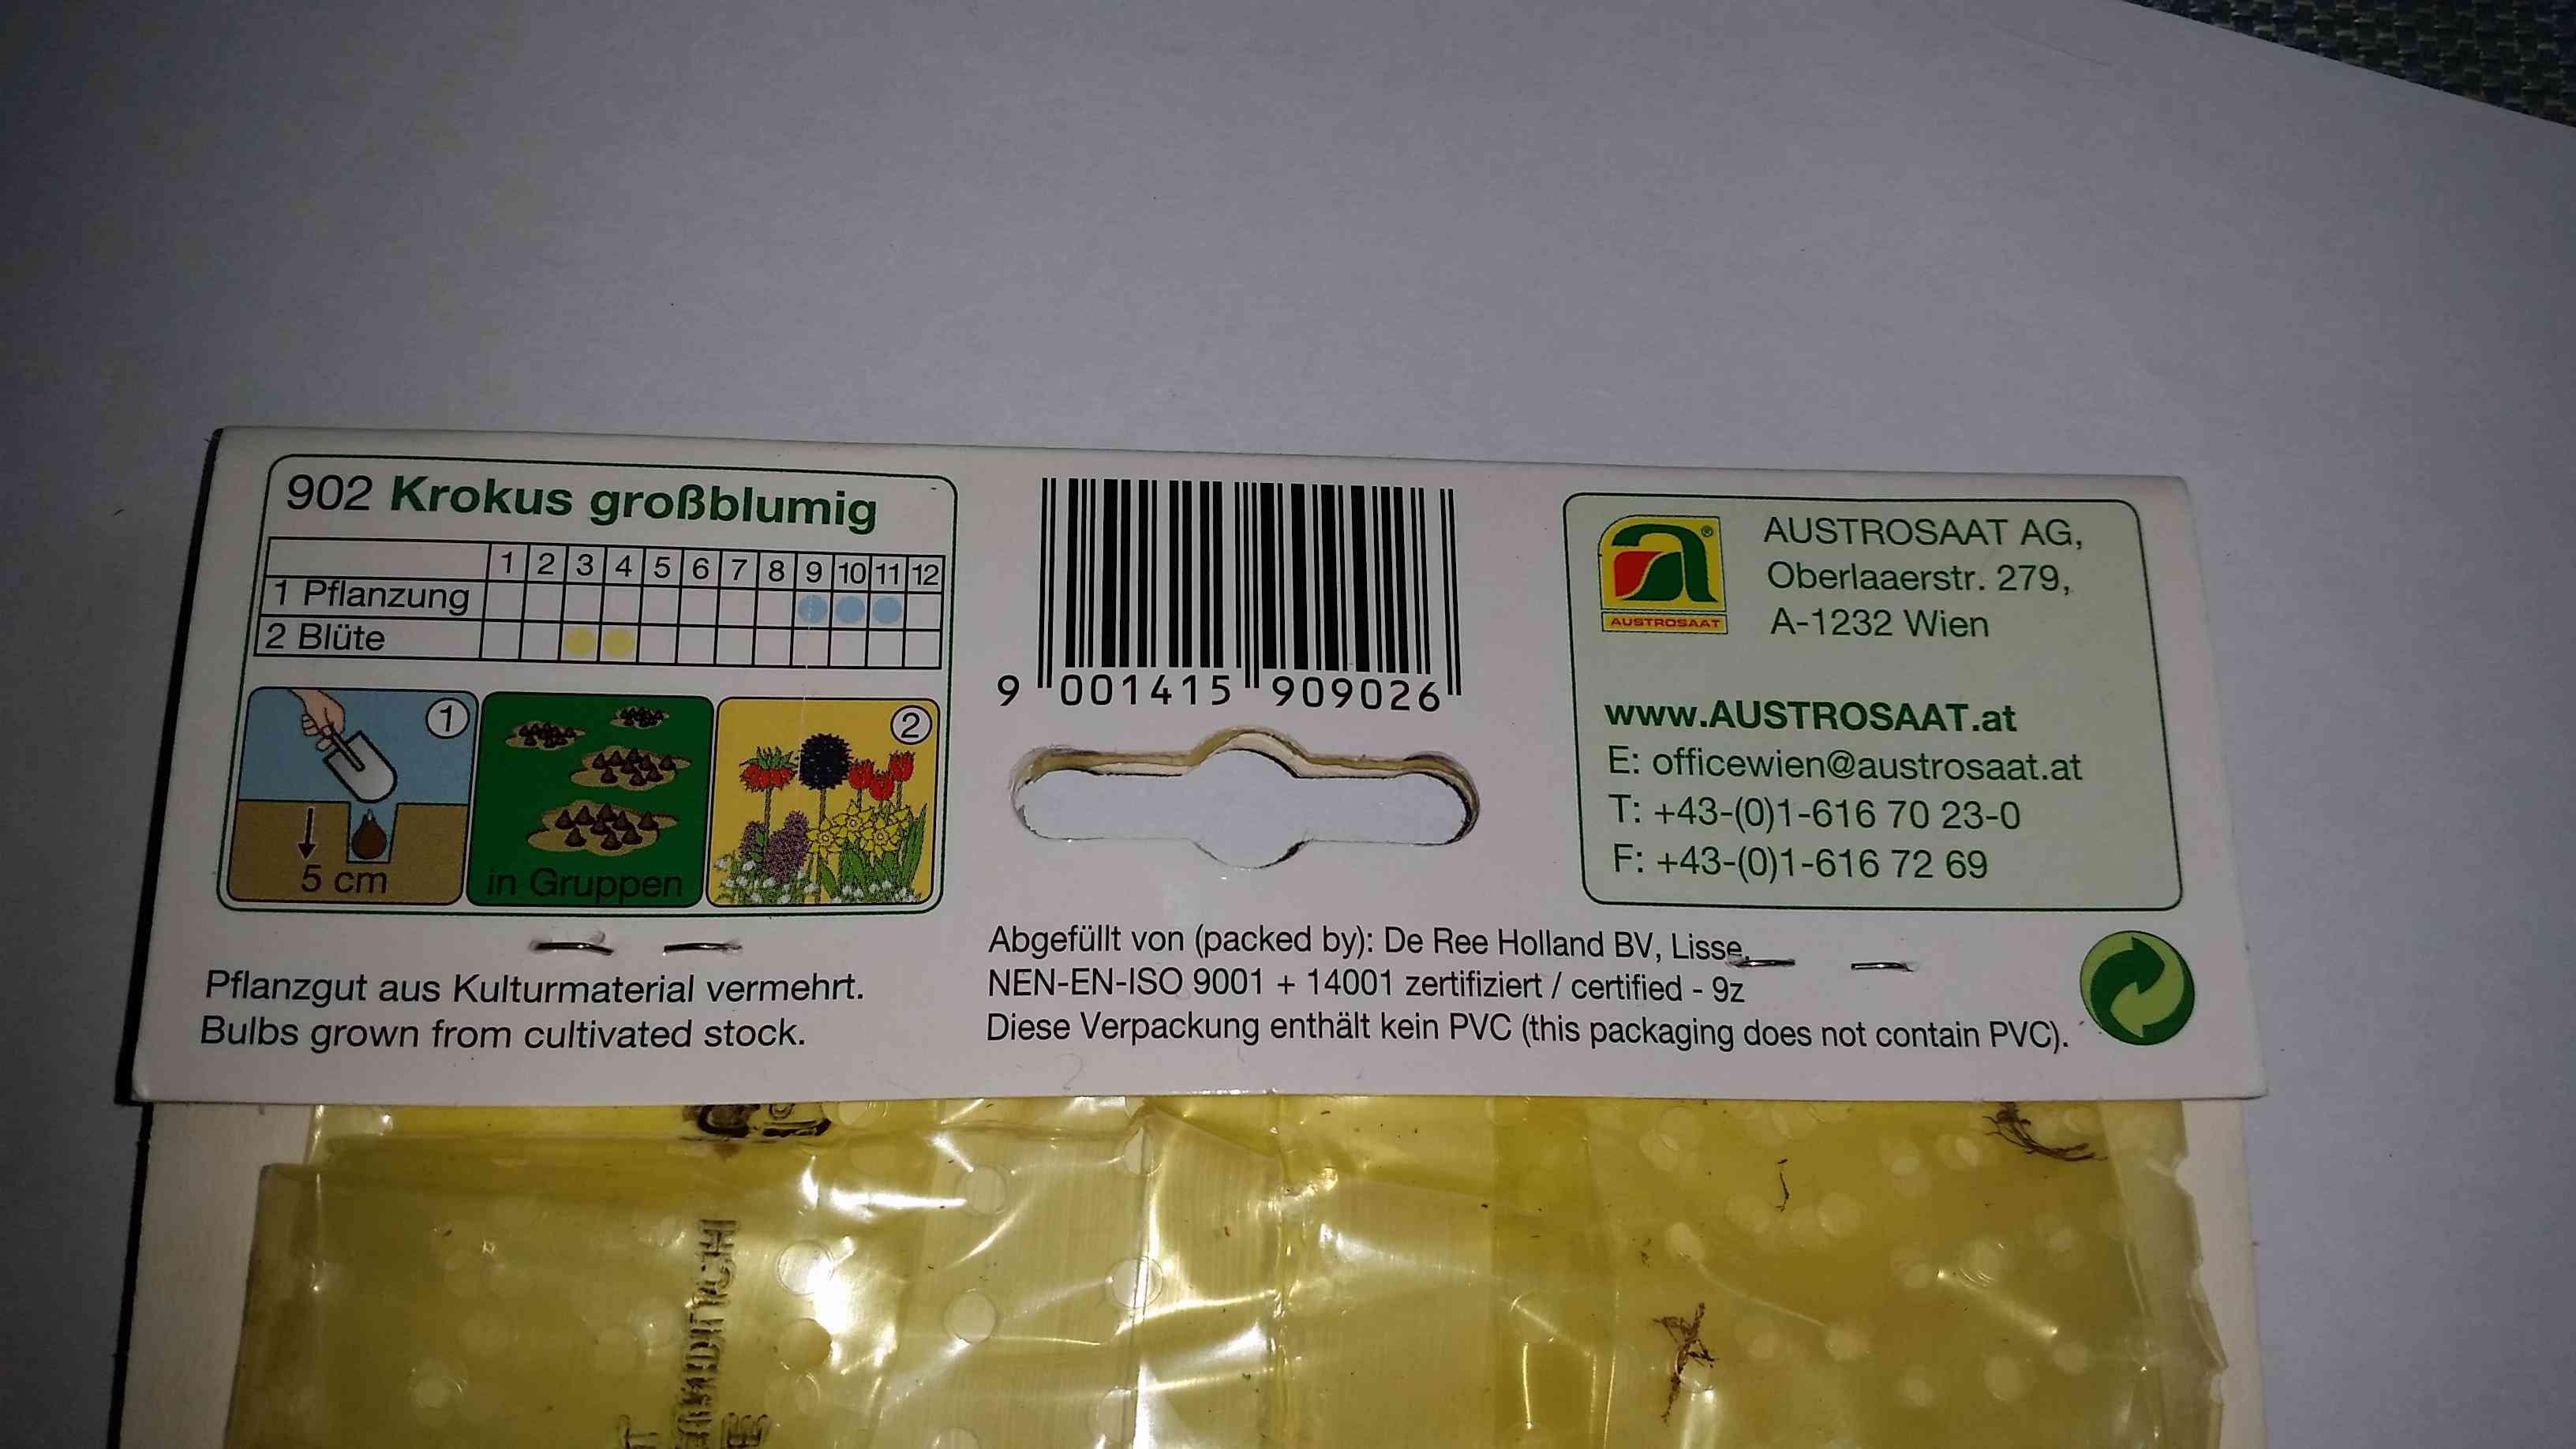 902 Krokus großblumig
1 2 3 4 5 6 7 8 9 10 11 12
1 Pflanzung
2 Blüte
1
5 cm
in Gruppen
2
Pflanzgut aus Kulturmaterial vermehrt.
Bulbs grown from cultivated stock.
9 001415 909026
Abgefüllt von (packed by): De Ree Holland BV, Lisse.
NEN-EN-ISO 9001 + 14001 zertifiziert / certified - 9z
Diese Verpackung enthält kein PVC (this packaging does not contain PVC).
a®
AUSTROSAAT
AUSTROSAAT AG,
Oberlaaerstr. 279,
A-1232 Wien
www.AUSTROSAAT.at
E: officewien@austrosaat.at
T: +43-(0)1-616 70 23-0
F: +43-(0)1-616 72 69